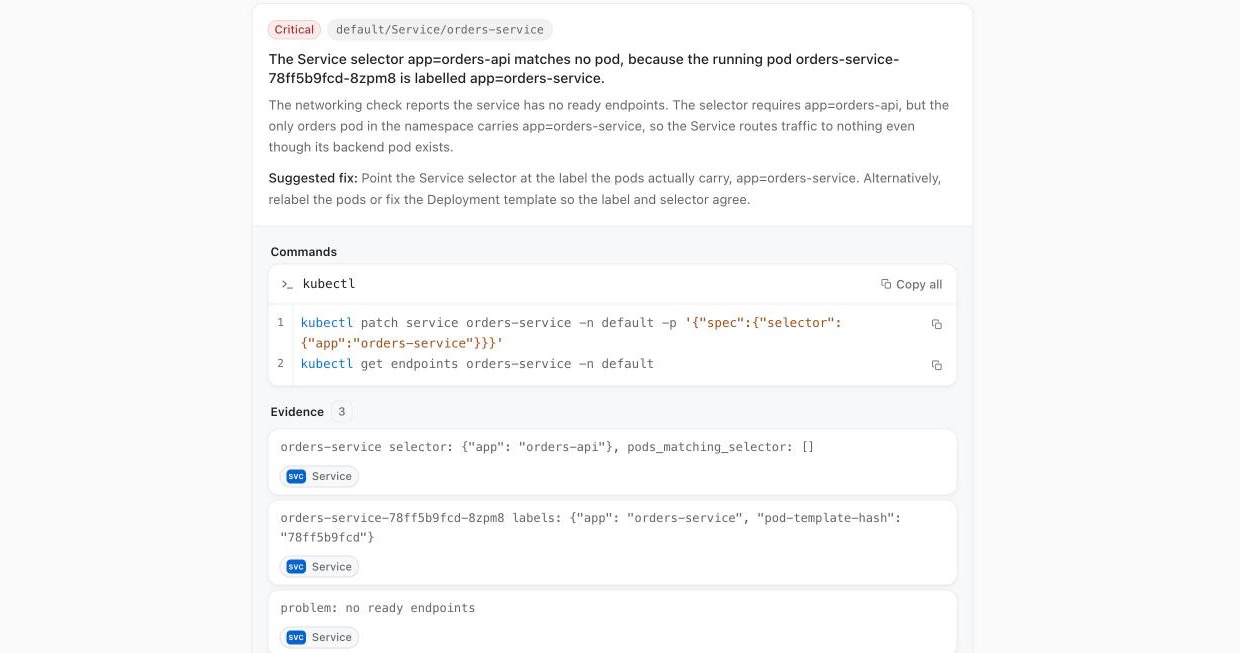 Critical default/Service/orders-service
The Service selector app=orders-api matches no pod, because the running pod orders-service-
78ff5b9fcd-8zpm8 is labelled app=orders-service.
The networking check reports the service has no ready endpoints. The selector requires app=orders-api, but the
only orders pod in the namespace carries app=orders-service, so the Service routes traffic to nothing even
though its backend pod exists.
Suggested fix: Point the Service selector at the label the pods actually carry, app=orders-service. Alternatively,
relabel the pods or fix the Deployment template so the label and selector agree.
Commands
>_ kubectl Copy all
1 kubectl patch service orders-service -n default -p '{"spec":{"selector":
{"app":"orders-service"}}}'
2 kubectl get endpoints orders-service -n default
Evidence 3
orders-service selector: {"app": "orders-api"}, pods_matching_selector: []
svc Service
orders-service-78ff5b9fcd-8zpm8 labels: {"app": "orders-service", "pod-template-hash":
"78ff5b9fcd"}
svc Service
problem: no ready endpoints
svc Service